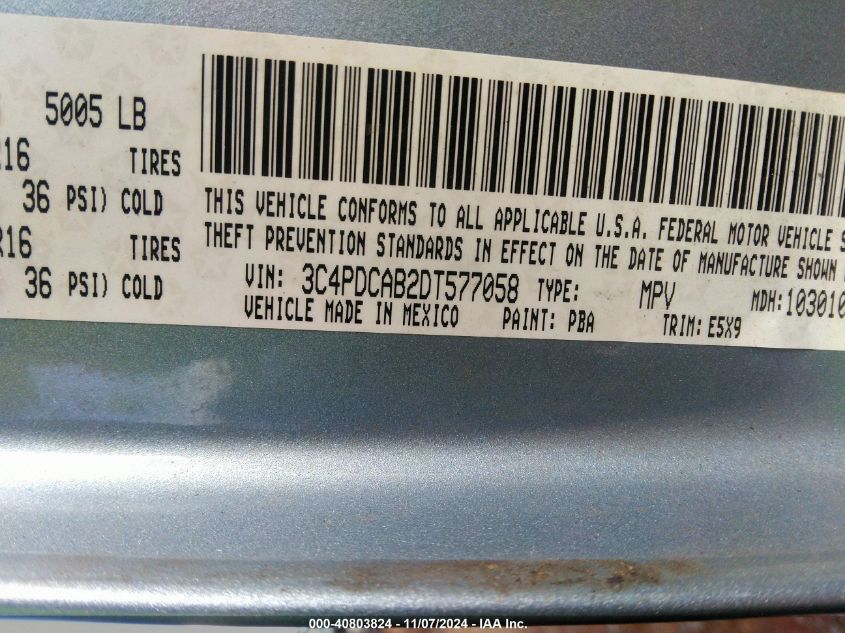 5005 LB
R16 TIRES
36 PSI) COLD
R16 TIRES
36 PSI) COLD
THIS VEHICLE CONFORMS TO ALL APPLICABLE U.S.A. FEDERAL MOTOR VEHICLE S
THEFT PREVENTION STANDARDS IN EFFECT ON THE DATE OF MANUFACTURE SHOWN
VIN: 3C4PDCAB2DT577058 TYPE: MPV MDH: 103010
VEHICLE MADE IN MEXICO PAINT: PBA TRIM: E5X9
000-40803824 - 11/07/2024 - IAA Inc.